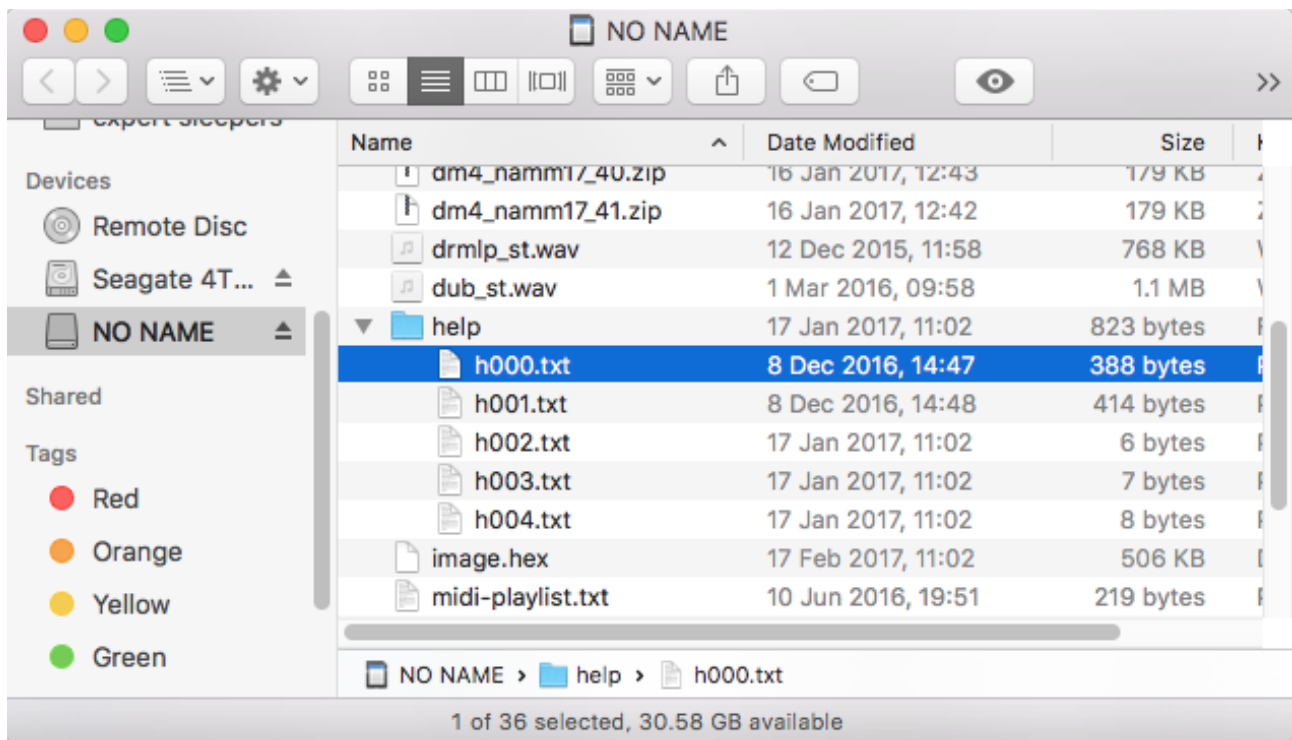 NO NAME
expert sleepers
Devices
Remote Disc
Seagate 4T...
NO NAME
Shared
Tags
Red
Orange
Yellow
Green
Name Date Modified Size
dm4_namm17_40.zip 16 Jan 2017, 12:43 179 KB
dm4_namm17_41.zip 16 Jan 2017, 12:42 179 KB
drmlp_st.wav 12 Dec 2015, 11:58 768 KB
dub_st.wav 1 Mar 2016, 09:58 1.1 MB
help 17 Jan 2017, 11:02 823 bytes
h000.txt 8 Dec 2016, 14:47 388 bytes
h001.txt 8 Dec 2016, 14:48 414 bytes
h002.txt 17 Jan 2017, 11:02 6 bytes
h003.txt 17 Jan 2017, 11:02 7 bytes
h004.txt 17 Jan 2017, 11:02 8 bytes
image.hex 17 Feb 2017, 11:02 506 KB
midi-playlist.txt 10 Jun 2016, 19:51 219 bytes
NO NAME › help › h000.txt
1 of 36 selected, 30.58 GB available